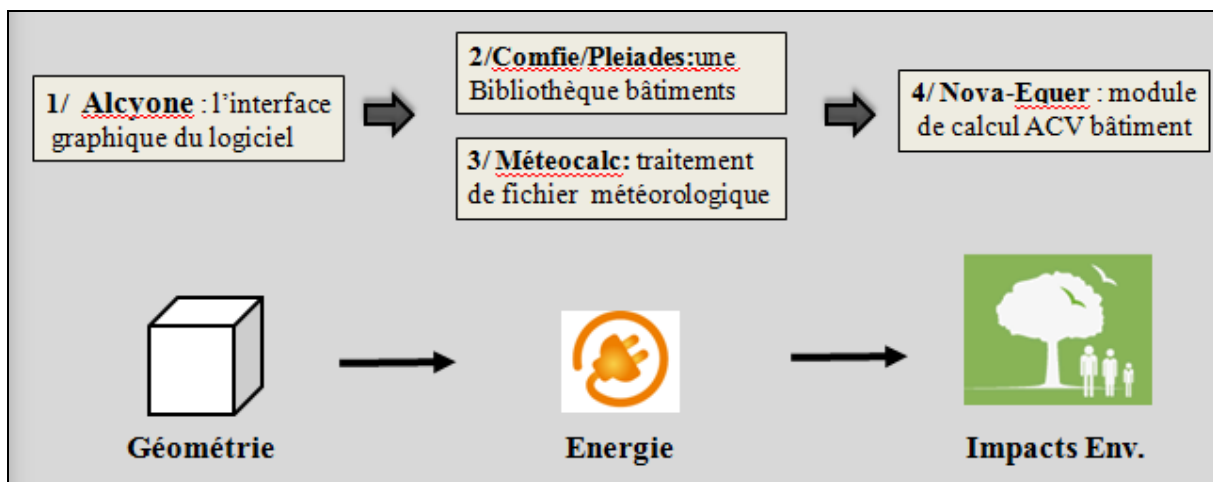 1/ Alcyone : l’interface
graphique du logiciel
2/Comfie/Pleiades:une
Bibliothèque bâtiments
3/ Méteocalc: traitement
de fichier météorologique
4/ Nova-Equer : module
de calcul ACV bâtiment
Géométrie
Energie
Impacts Env.